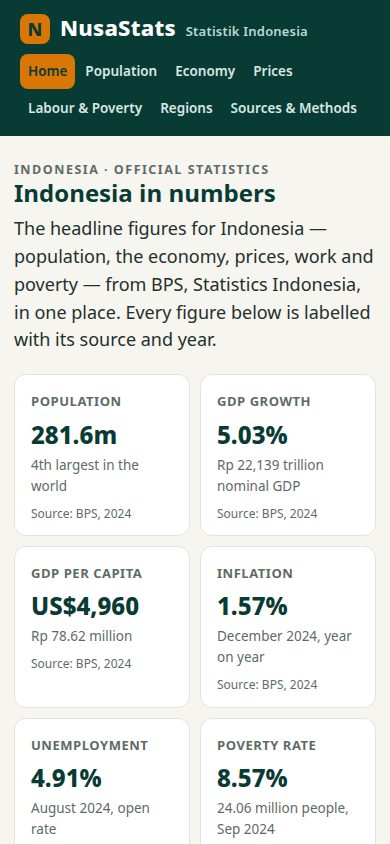 N NusaStats Statistik Indonesia
Home Population Economy Prices
Labour & Poverty Regions Sources & Methods
INDONESIA · OFFICIAL STATISTICS
Indonesia in numbers
The headline figures for Indonesia —
population, the economy, prices, work and
poverty — from BPS, Statistics Indonesia,
in one place. Every figure below is labelled
with its source and year.
POPULATION
281.6m
4th largest in the
world
Source: BPS, 2024
GDP GROWTH
5.03%
Rp 22,139 trillion
nominal GDP
Source: BPS, 2024
GDP PER CAPITA
US$4,960
Rp 78.62 million
Source: BPS, 2024
INFLATION
1.57%
December 2024, year
on year
Source: BPS, 2024
UNEMPLOYMENT
4.91%
August 2024, open
rate
POVERTY RATE
8.57%
24.06 million people,
Sep 2024